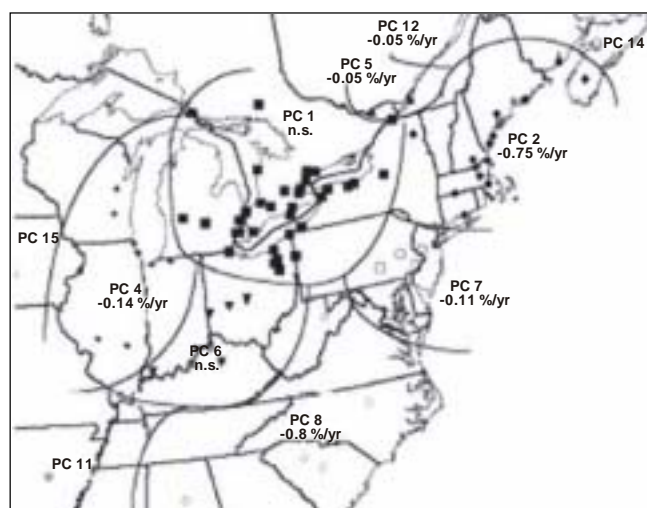 PC 12
-0.05 %/yr
PC 5
-0.05 %/yr
PC 14
PC 1
n.s.
PC 2
-0.75 %/yr
PC 15
PC 4
-0.14 %/yr
PC 7
-0.11 %/yr
PC 6
n.s.
PC 8
-0.8 %/yr
PC 11